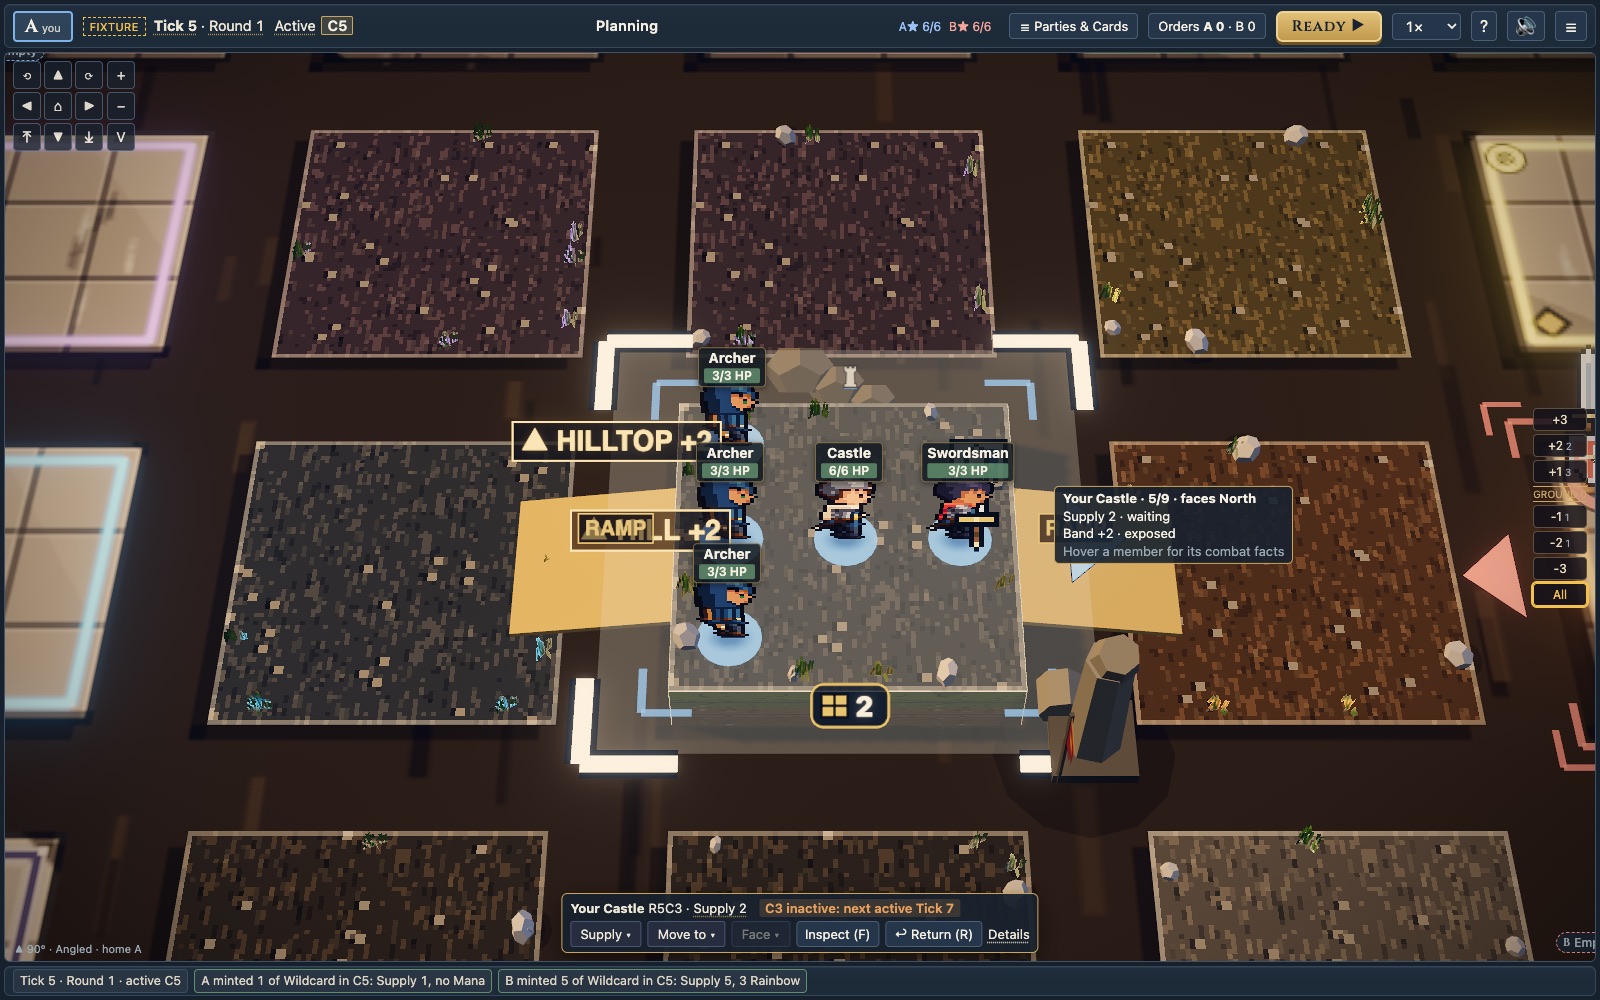 A you
FIXTURE
Tick 5 · Round 1 Active C5
Planning
A★ 6/6 B★ 6/6
≡ Parties & Cards
Orders A 0 · B 0
READY ▶
1×
?
V
Archer
3/3 HP
▲ HILLTOP +2
Archer
3/3 HP
Castle
6/6 HP
Swordsman
3/3 HP
RAMP
LL +2
Archer
3/3 HP
Your Castle · 5/9 · faces North
Supply 2 · waiting
Band +2 · exposed
Hover a member for its combat facts
+3
+2 2
+1 3
-1 1
-2 1
-3
All
2
Your Castle R5C3 · Supply 2 C3 inactive: next active Tick 7
Supply ▾
Move to ▾
Face ▾
Inspect (F)
↩ Return (R)
Details
▲ 90° · Angled · home A
Tick 5 · Round 1 · active C5
A minted 1 of Wildcard in C5: Supply 1, no Mana
B minted 5 of Wildcard in C5: Supply 5, 3 Rainbow